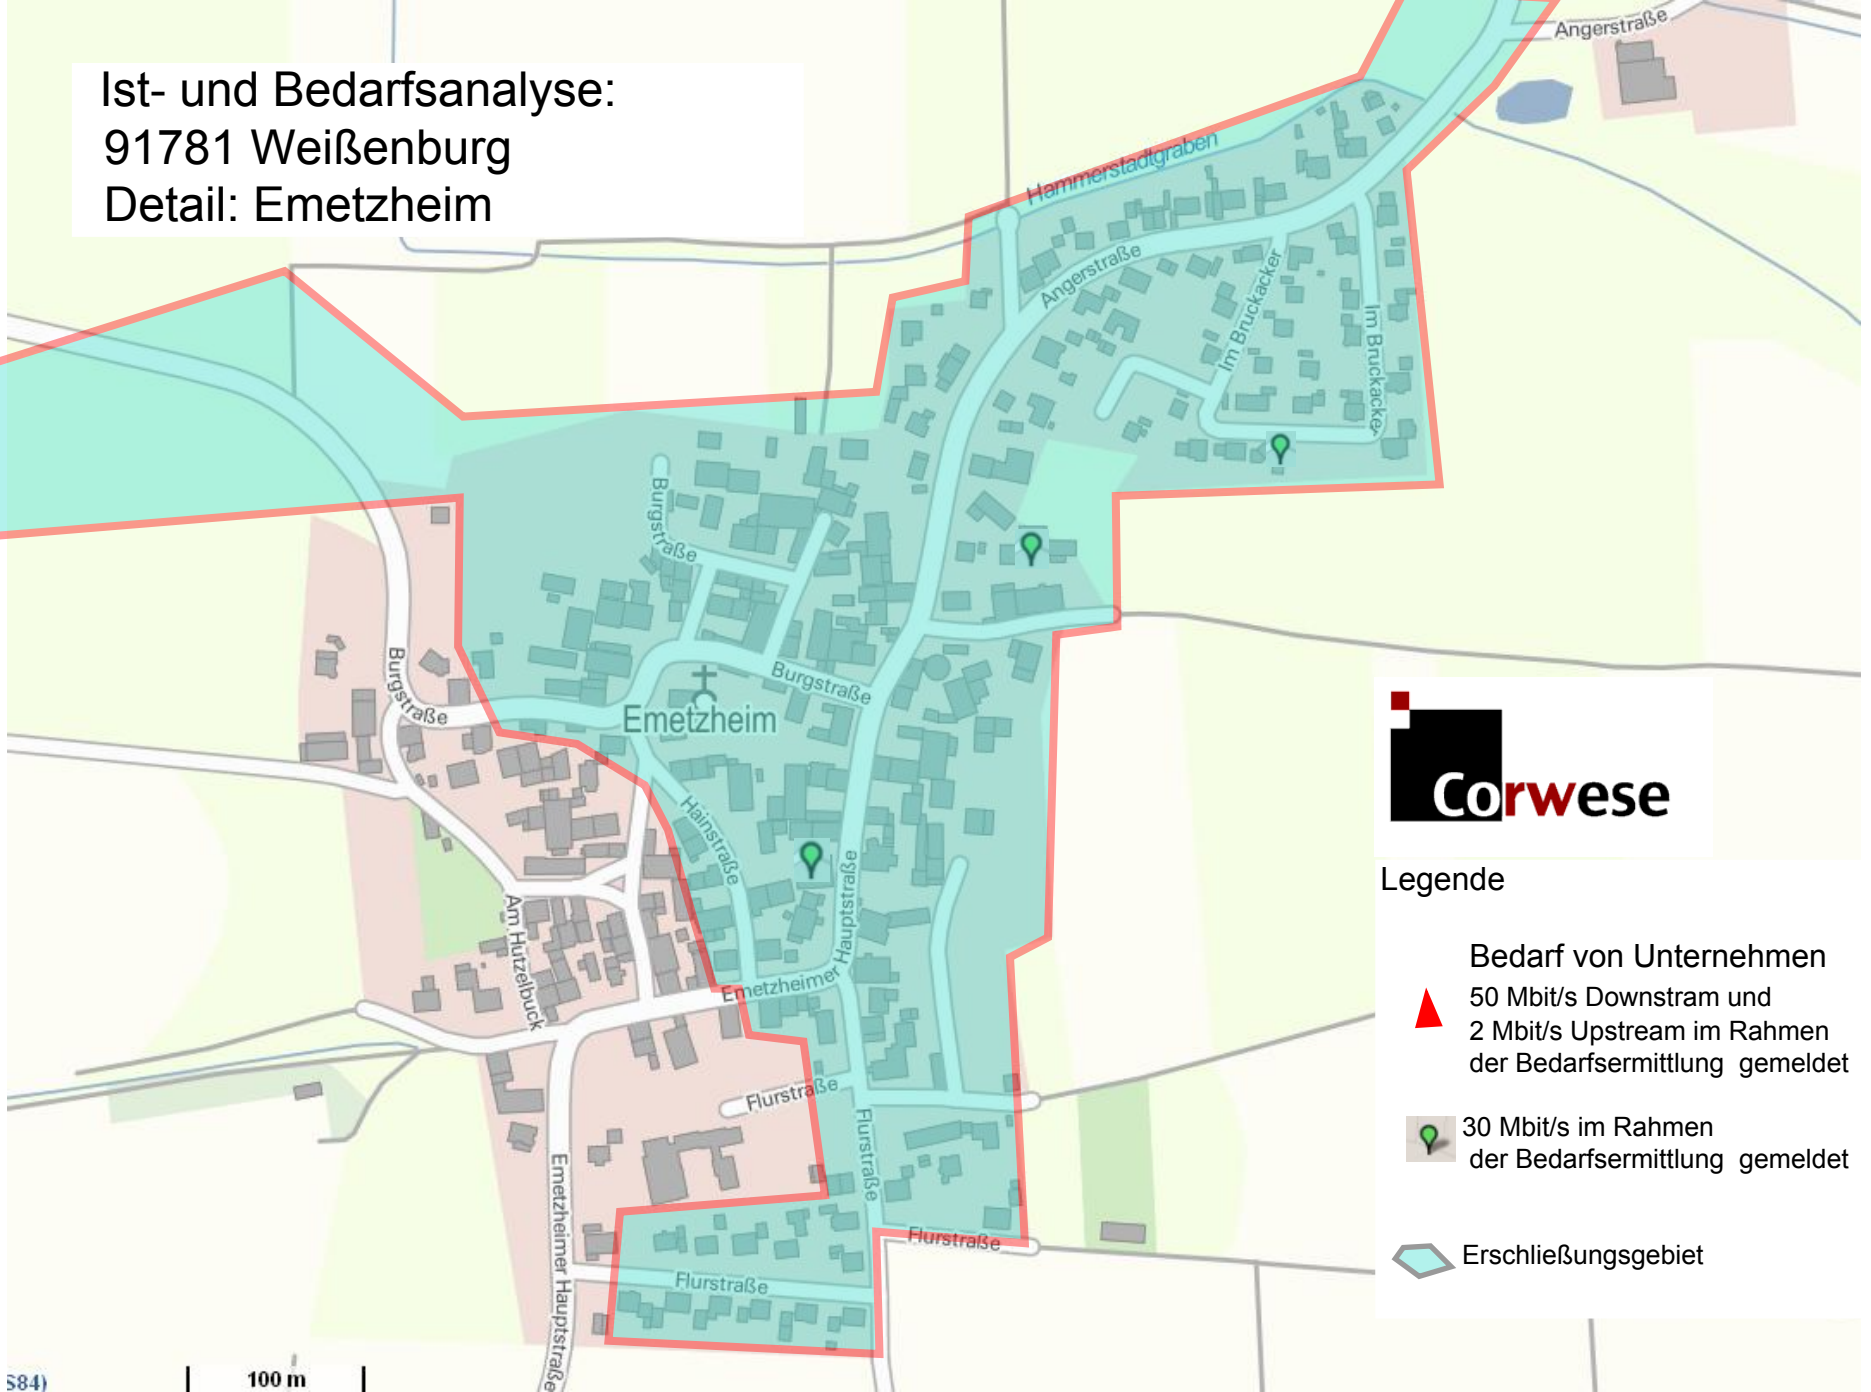 Ist- und Bedarfsanalyse:
91781 Weißenburg
Detail: Emetzheim
Angerstraße
Hammerstadtgraben
Angerstraße
Im Bruckacker
Im Bruckacker
Burgstraße
Burgstraße
Burgstraße
Emetzheim
Hainstraße
Am Hutzelbuck
Emetzheimer Hauptstraße
Flurstraße
Flurstraße
Emetzheimer Hauptstraße
Flurstraße
Flurstraße
Corwese
Legende
Bedarf von Unternehmen
50 Mbit/s Downstram und
2 Mbit/s Upstream im Rahmen
der Bedarfsermittlung gemeldet
30 Mbit/s im Rahmen
der Bedarfsermittlung gemeldet
Erschließungsgebiet
S84)
100 m